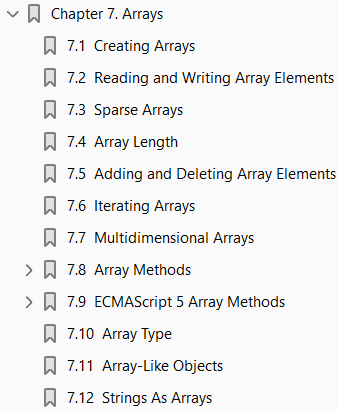 Chapter 7. Arrays
7.1 Creating Arrays
7.2 Reading and Writing Array Elements
7.3 Sparse Arrays
7.4 Array Length
7.5 Adding and Deleting Array Elements
7.6 Iterating Arrays
7.7 Multidimensional Arrays
7.8 Array Methods
7.9 ECMAScript 5 Array Methods
7.10 Array Type
7.11 Array-Like Objects
7.12 Strings As Arrays